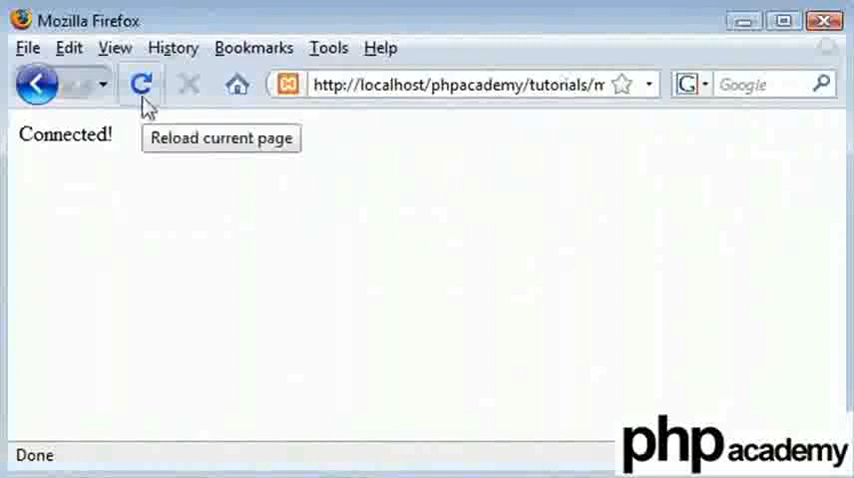 Mozilla Firefox
File Edit View History Bookmarks Tools Help
http://localhost/phpacademy/tutorials/m
G Google
Connected!
Reload current page
Done
php academy